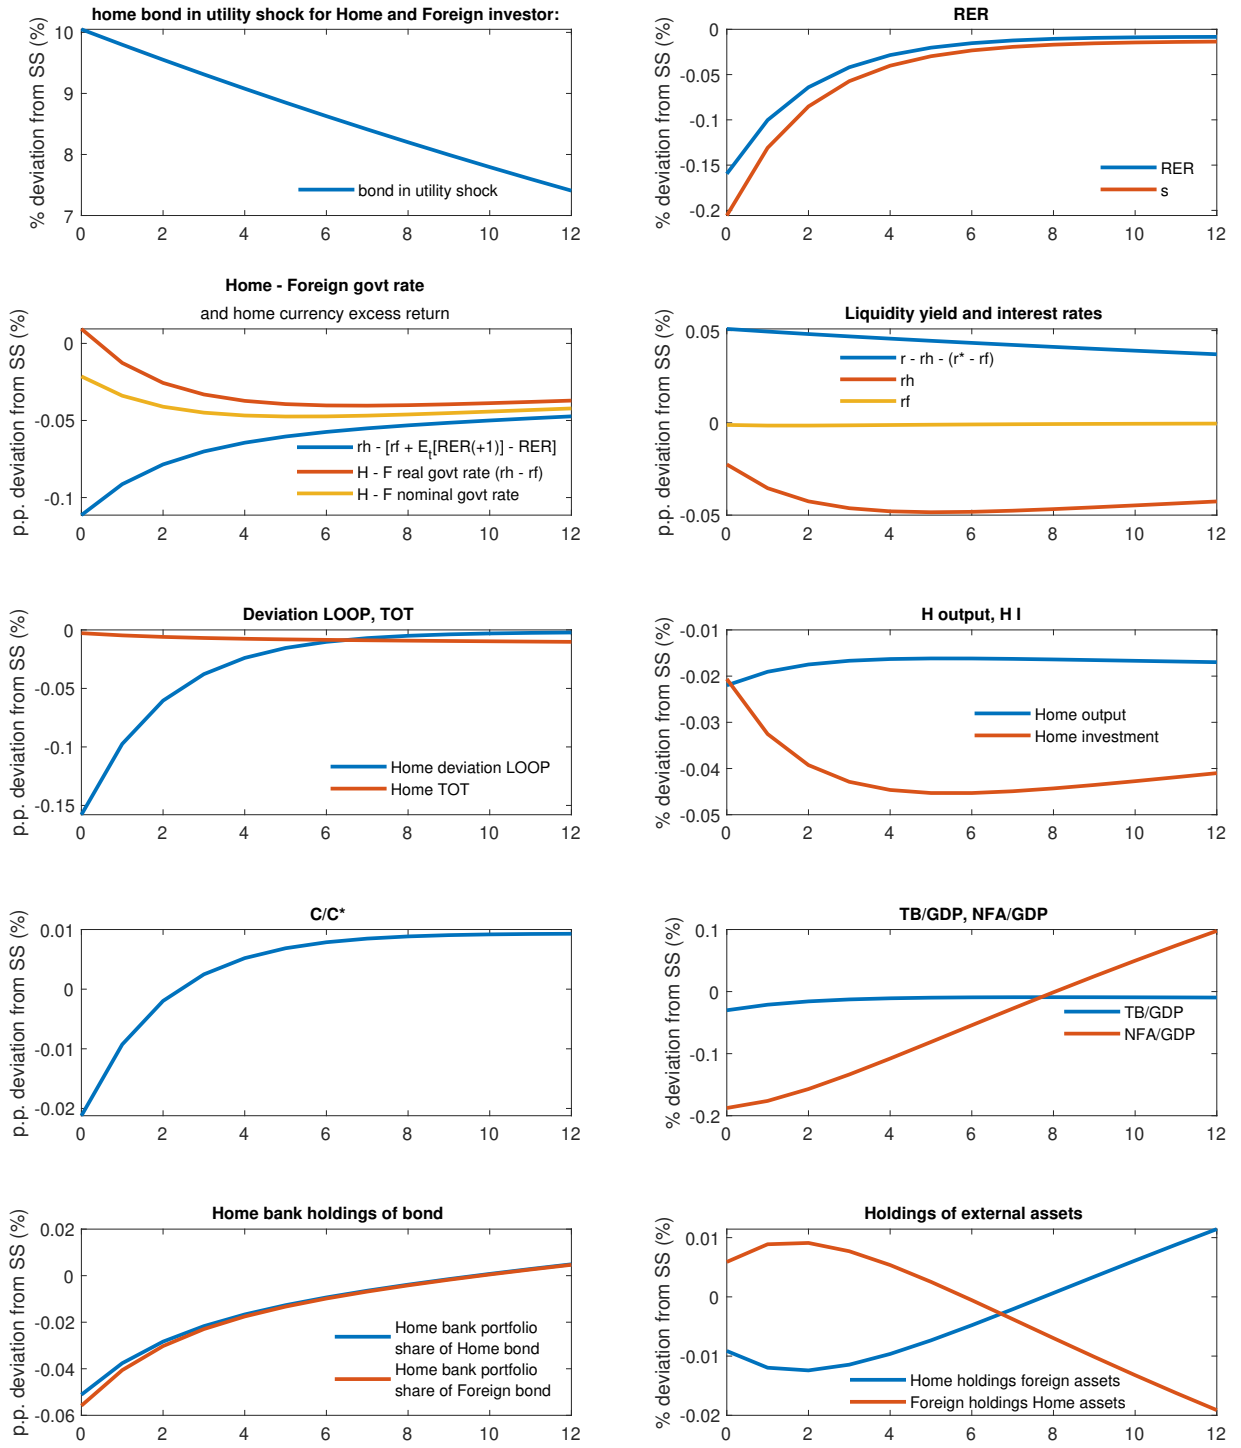 home bond in utility shock for Home and Foreign investor:
% deviation from SS (%)
10
9
8
7
bond in utility shock
0 2 4 6 8 10 12
RER
% deviation from SS (%)
0
-0.05
-0.1
-0.15
-0.2
RER
s
0 2 4 6 8 10 12
Home - Foreign govt rate
and home currency excess return
p.p. deviation from SS (%)
0
-0.05
-0.1
rh - [rf + E_t[RER(+1)] - RER]
H - F real govt rate (rh - rf)
H - F nominal govt rate
0 2 4 6 8 10 12
Liquidity yield and interest rates
p.p. deviation from SS (%)
0.05
0
-0.05
r - rh - (r* - rf)
rh
rf
0 2 4 6 8 10 12
Deviation LOOP, TOT
p.p. deviation from SS (%)
0
-0.05
-0.1
-0.15
Home deviation LOOP
Home TOT
0 2 4 6 8 10 12
H output, H I
% deviation from SS (%)
-0.01
-0.02
-0.03
-0.04
-0.05
Home output
Home investment
0 2 4 6 8 10 12
C/C*
p.p. deviation from SS (%)
0.01
0
-0.01
-0.02
0 2 4 6 8 10 12
TB/GDP, NFA/GDP
% deviation from SS (%)
0.1
0
-0.1
-0.2
TB/GDP
NFA/GDP
0 2 4 6 8 10 12
Home bank holdings of bond
p.p. deviation from SS (%)
0.02
0
-0.02
-0.04
-0.06
Home bank portfolio
share of Home bond
Home bank portfolio
share of Foreign bond
0 2 4 6 8 10 12
Holdings of external assets
% deviation from SS (%)
0.01
0
-0.01
-0.02
Home holdings foreign assets
Foreign holdings Home assets
0 2 4 6 8 10 12